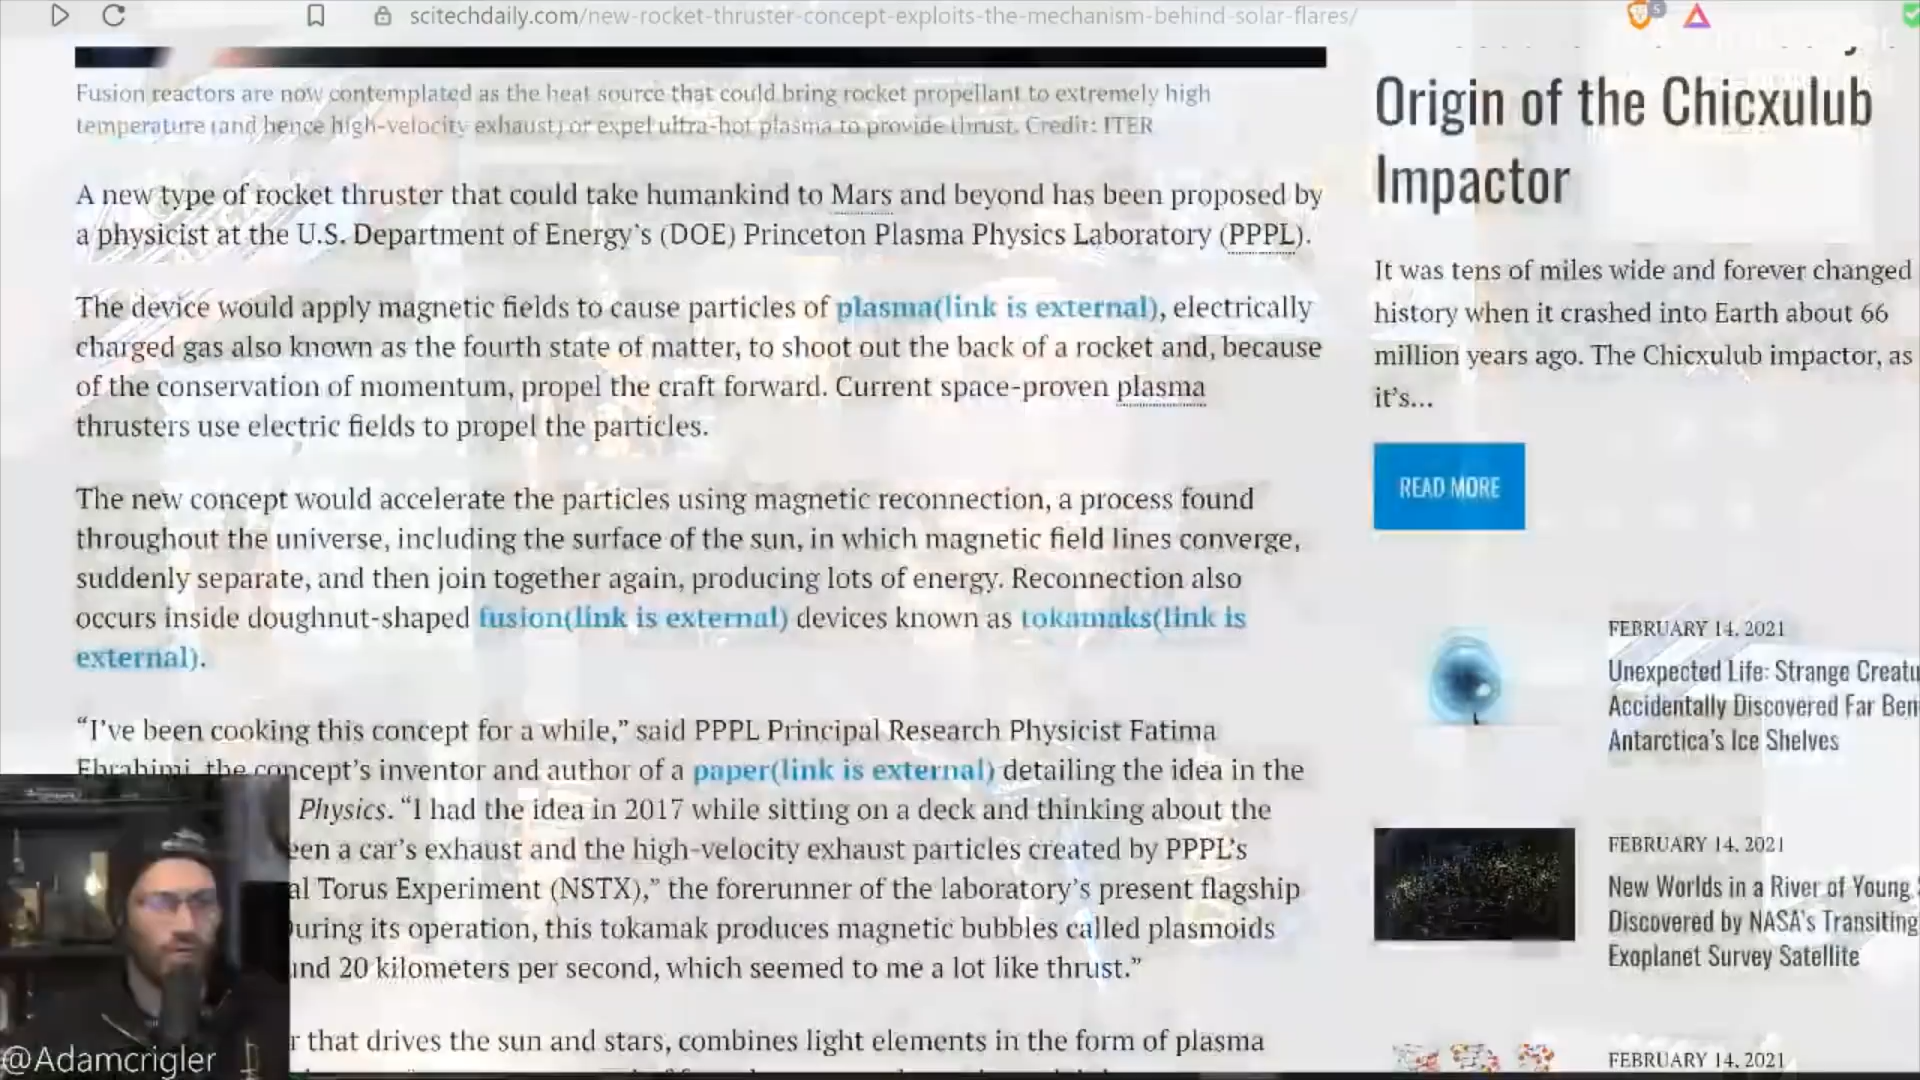 scitechdaily.com/new-rocket-thruster-concept-exploits-the-mechanism-behind-solar-flares/
5
Fusion reactors are now contemplated as the heat source that could bring rocket propellant to extremely high
temperature (and hence high-velocity exhaust) or expel ultra-hot plasma to provide thrust. Credit: ITER
A new type of rocket thruster that could take humankind to Mars and beyond has been proposed by
a physicist at the U.S. Department of Energy’s (DOE) Princeton Plasma Physics Laboratory (PPPL).
The device would apply magnetic fields to cause particles of plasma(link is external), electrically
charged gas also known as the fourth state of matter, to shoot out the back of a rocket and, because
of the conservation of momentum, propel the craft forward. Current space-proven plasma
thrusters use electric fields to propel the particles.
The new concept would accelerate the particles using magnetic reconnection, a process found
throughout the universe, including the surface of the sun, in which magnetic field lines converge,
suddenly separate, and then join together again, producing lots of energy. Reconnection also
occurs inside doughnut-shaped fusion(link is external) devices known as tokamaks(link is
external).
“I’ve been cooking this concept for a while,” said PPPL Principal Research Physicist Fatima
Ebrahimi, the concept’s inventor and author of a paper(link is external) detailing the idea in the
Physics. “I had the idea in 2017 while sitting on a deck and thinking about the
een a car’s exhaust and the high-velocity exhaust particles created by PPPL’s
al Torus Experiment (NSTX),” the forerunner of the laboratory’s present flagship
During its operation, this tokamak produces magnetic bubbles called plasmoids
und 20 kilometers per second, which seemed to me a lot like thrust.”
r that drives the sun and stars, combines light elements in the form of plasma
@Adamcrigler
Origin of the Chicxulub
Impactor
It was tens of miles wide and forever changed
history when it crashed into Earth about 66
million years ago. The Chicxulub impactor, as
it’s...
READ MORE
FEBRUARY 14, 2021
Unexpected Life: Strange Creatu
Accidentally Discovered Far Ben
Antarctica’s Ice Shelves
FEBRUARY 14, 2021
New Worlds in a River of Young
Discovered by NASA’s Transiting
Exoplanet Survey Satellite
FEBRUARY 14, 2021